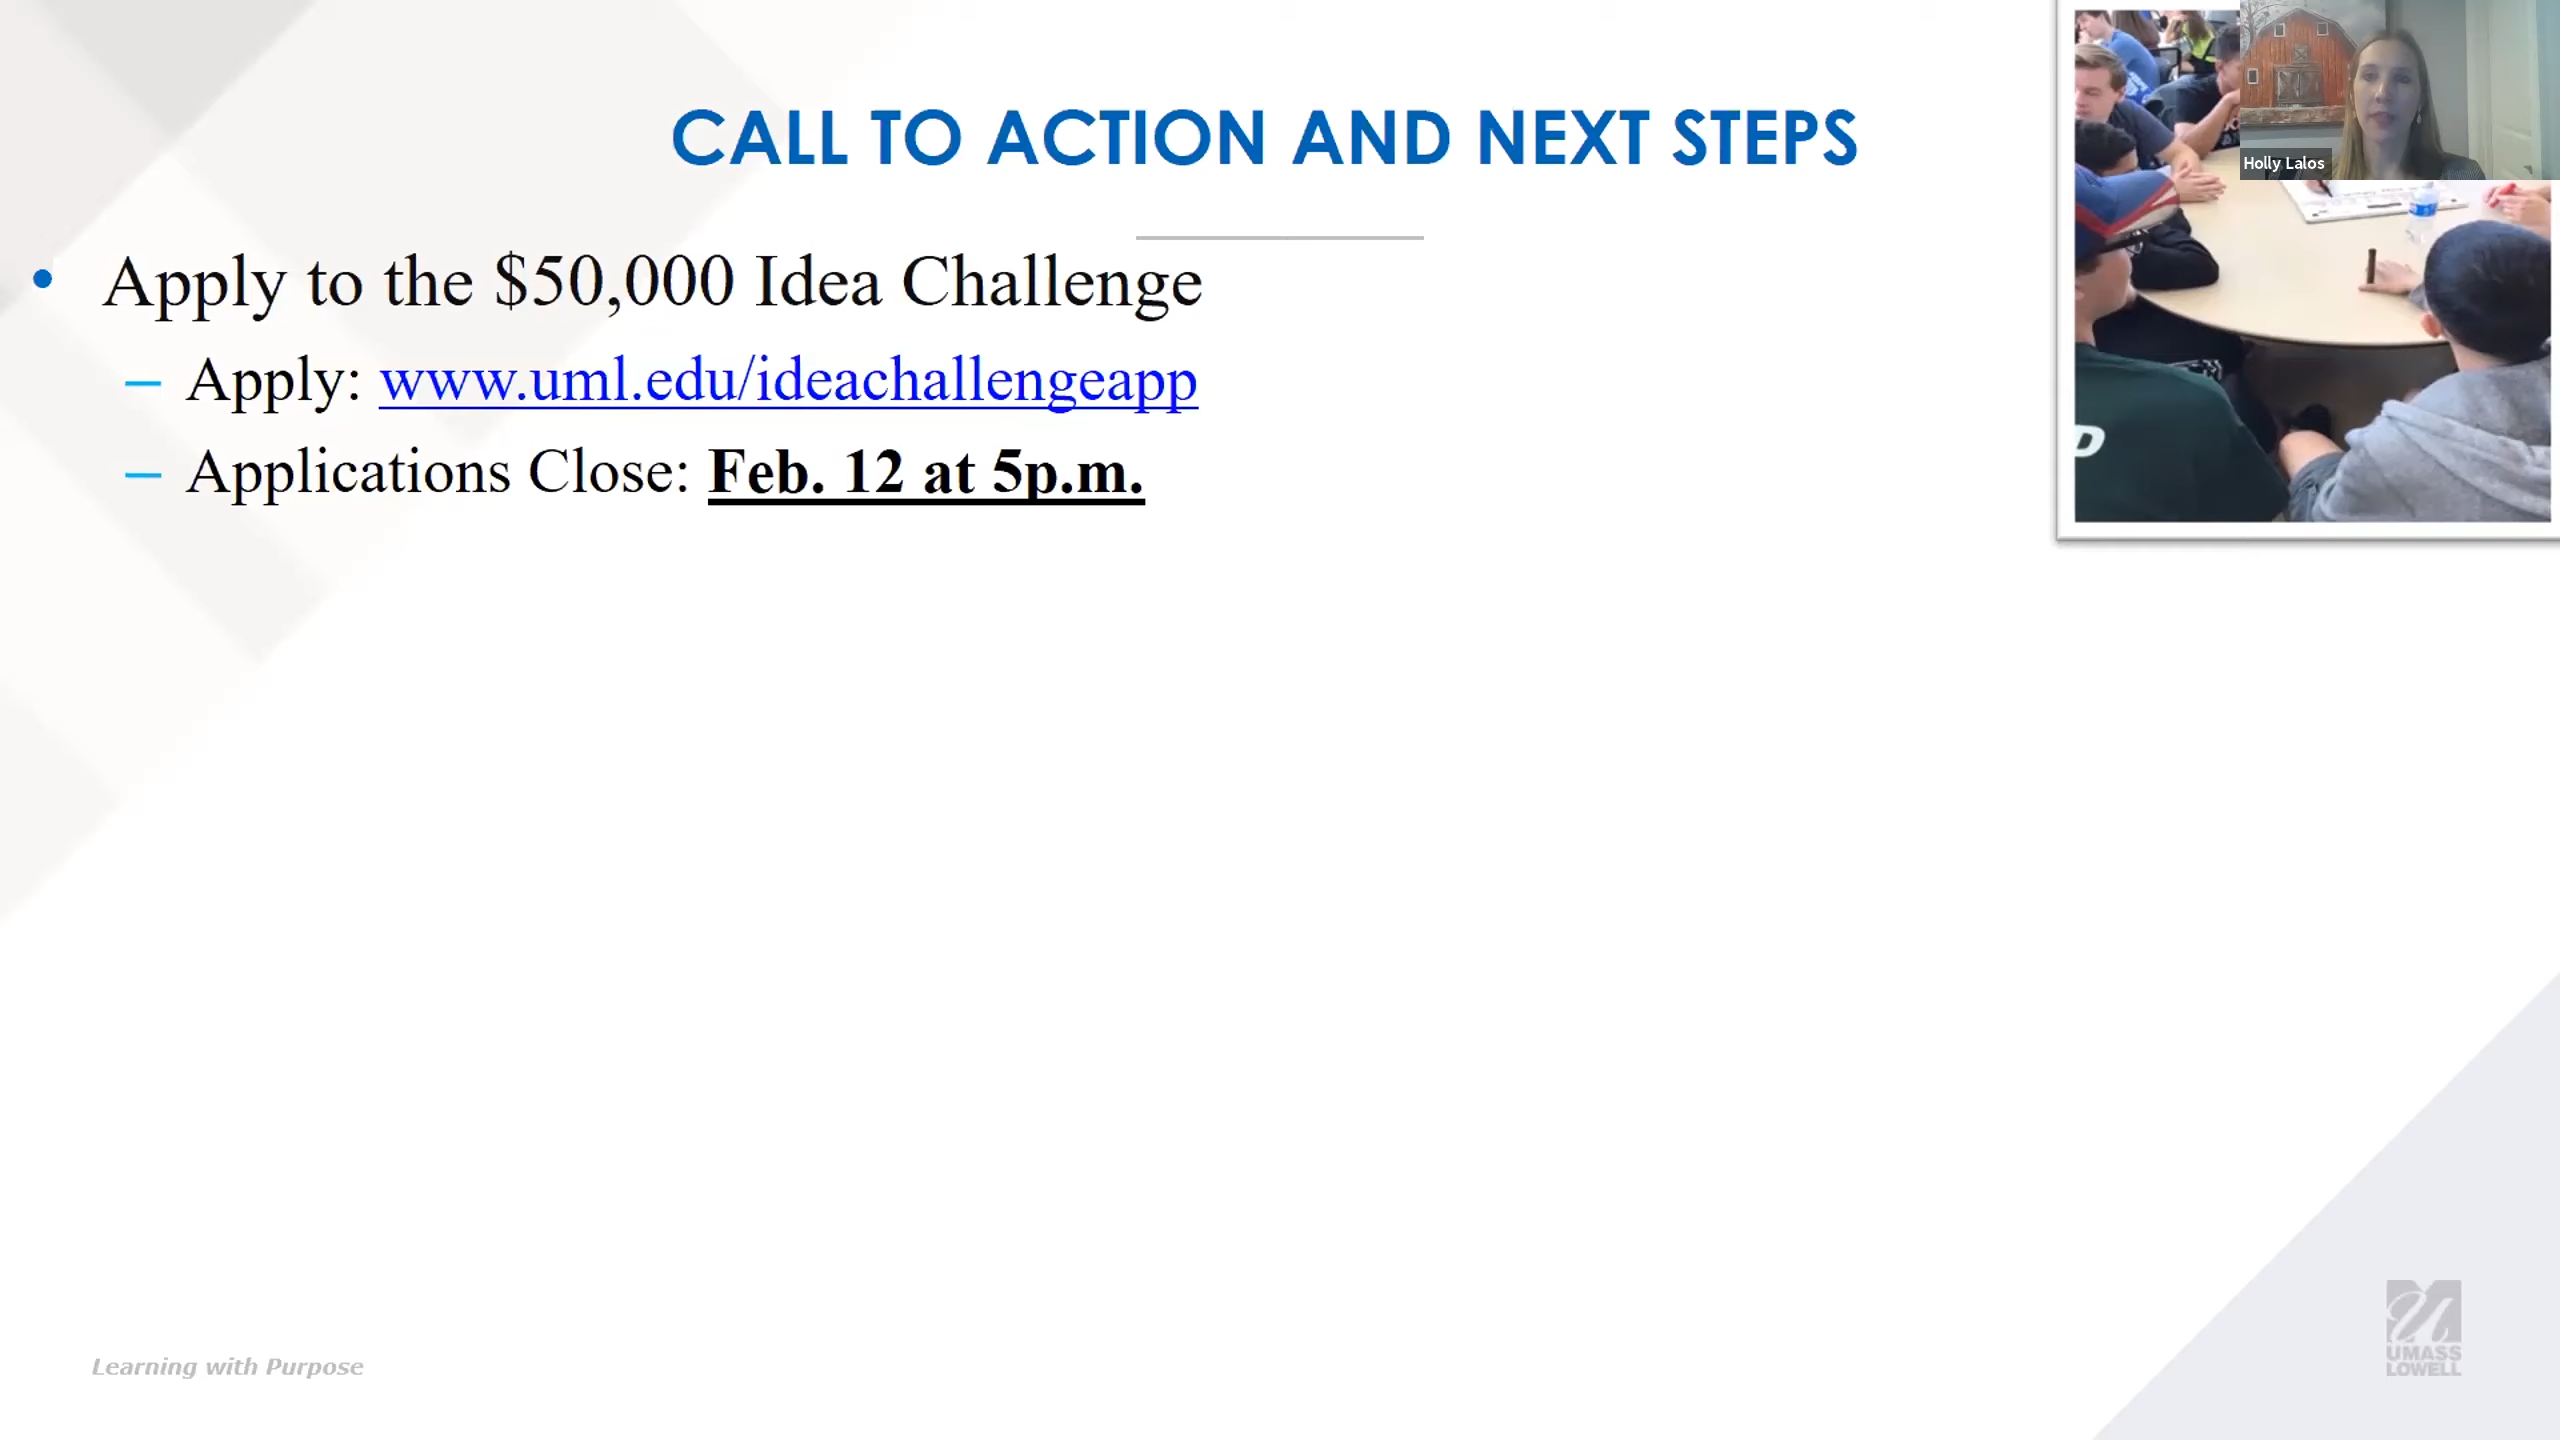 CALL TO ACTION AND NEXT STEPS
Holly Lalos
• Apply to the $50,000 Idea Challenge
– Apply: www.uml.edu/ideachallengeapp
– Applications Close: Feb. 12 at 5p.m.
Learning with Purpose
UMASS
LOWELL